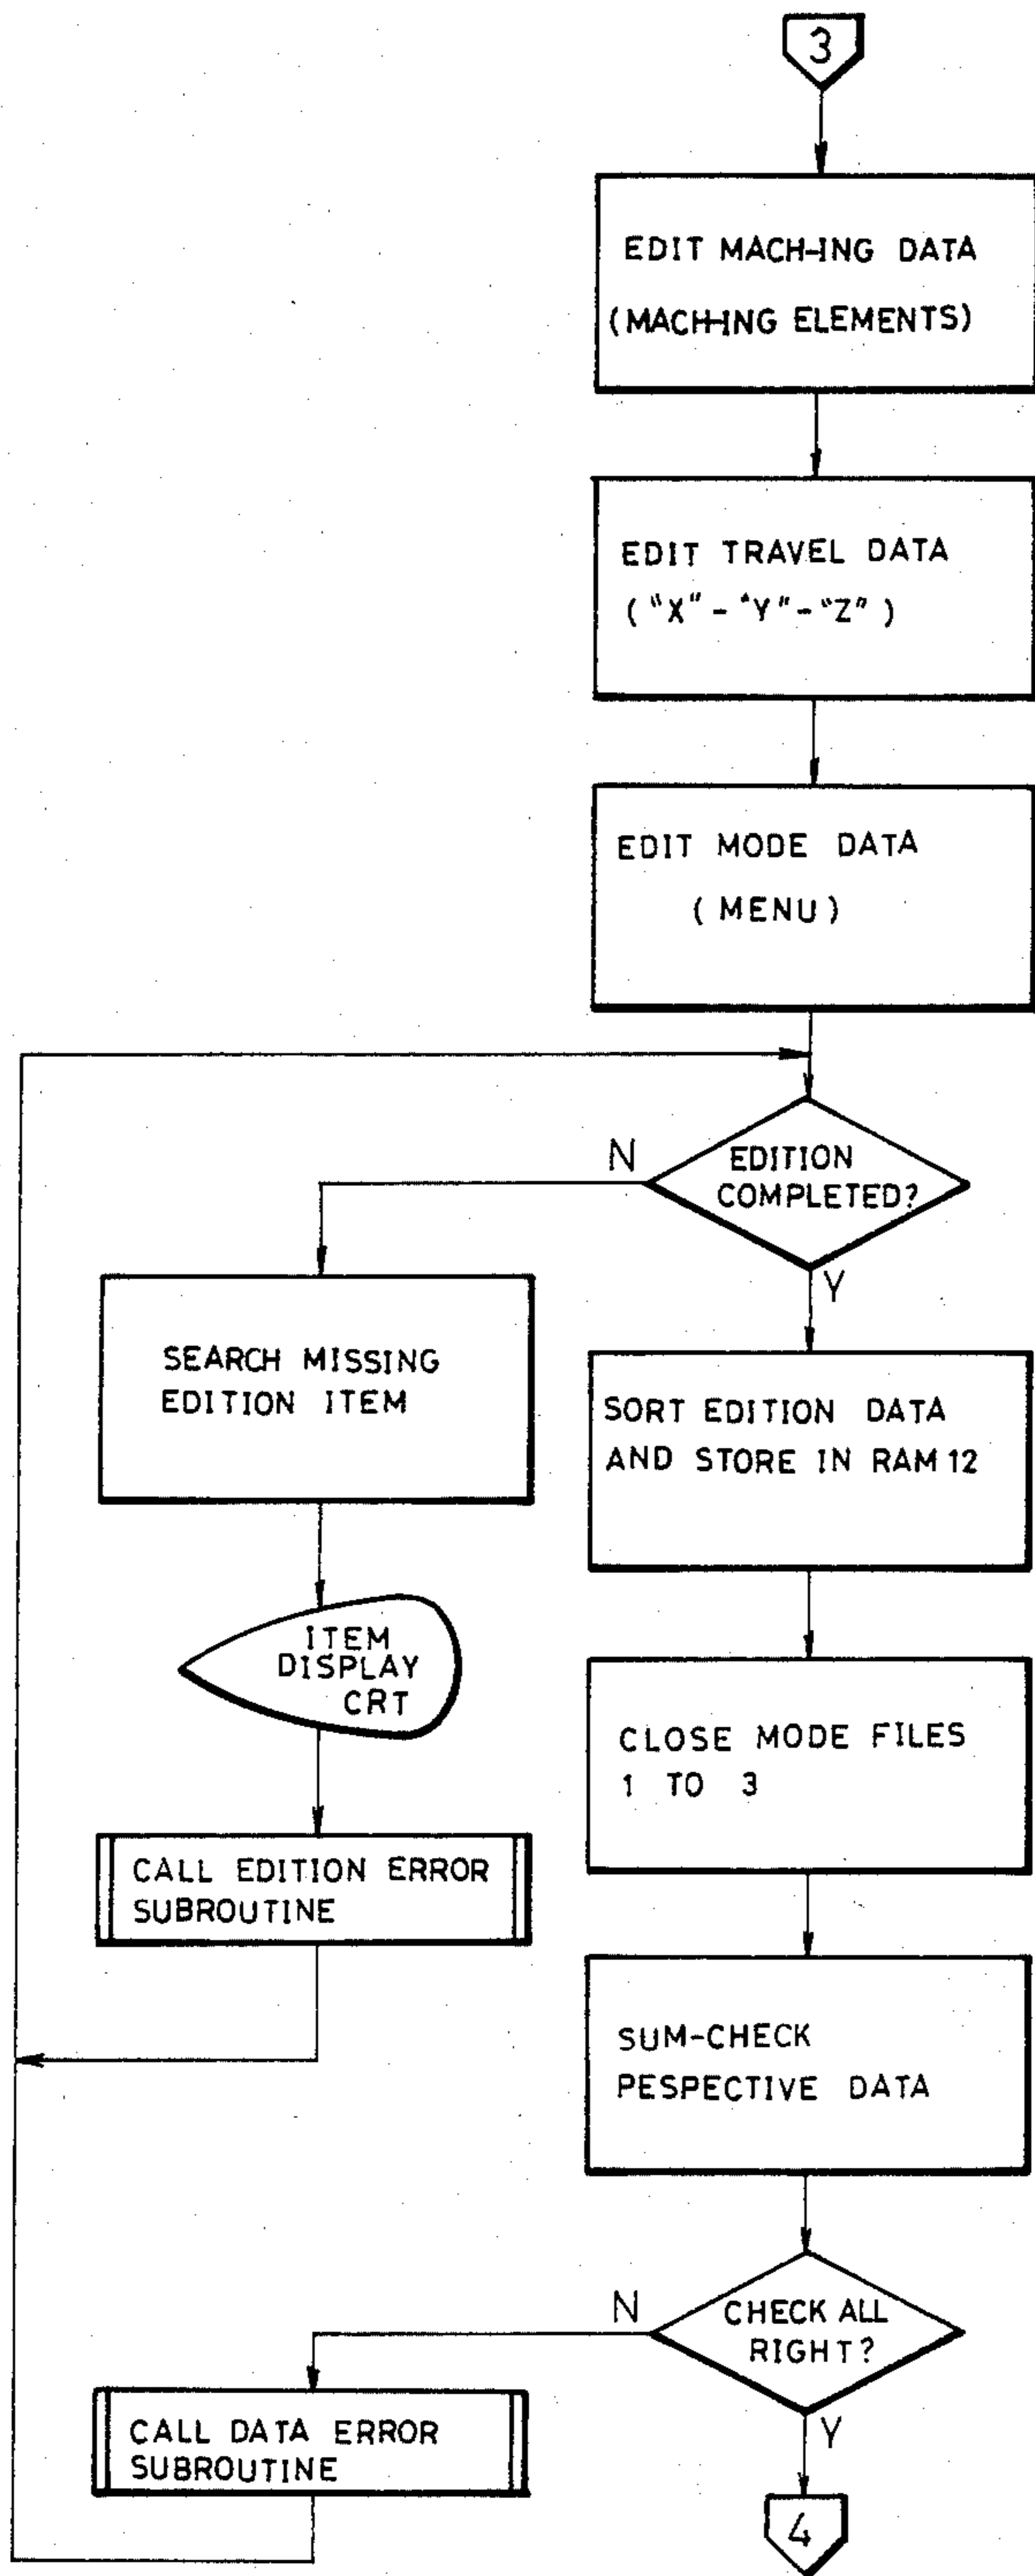 3
EDIT MACH-ING DATA
(MACH-ING ELEMENTS)
EDIT TRAVEL DATA
("X"-"Y"-"Z")
EDIT MODE DATA
(MENU)
N
EDITION
COMPLETED?
Y
SEARCH MISSING
EDITION ITEM
SORT EDITION DATA
AND STORE IN RAM 12
ITEM
DISPLAY
CRT
CLOSE MODE FILES
1 TO 3
CALL EDITION ERROR
SUBROUTINE
SUM-CHECK
PESPECTIVE DATA
N
CHECK ALL
RIGHT?
Y
CALL DATA ERROR
SUBROUTINE
4